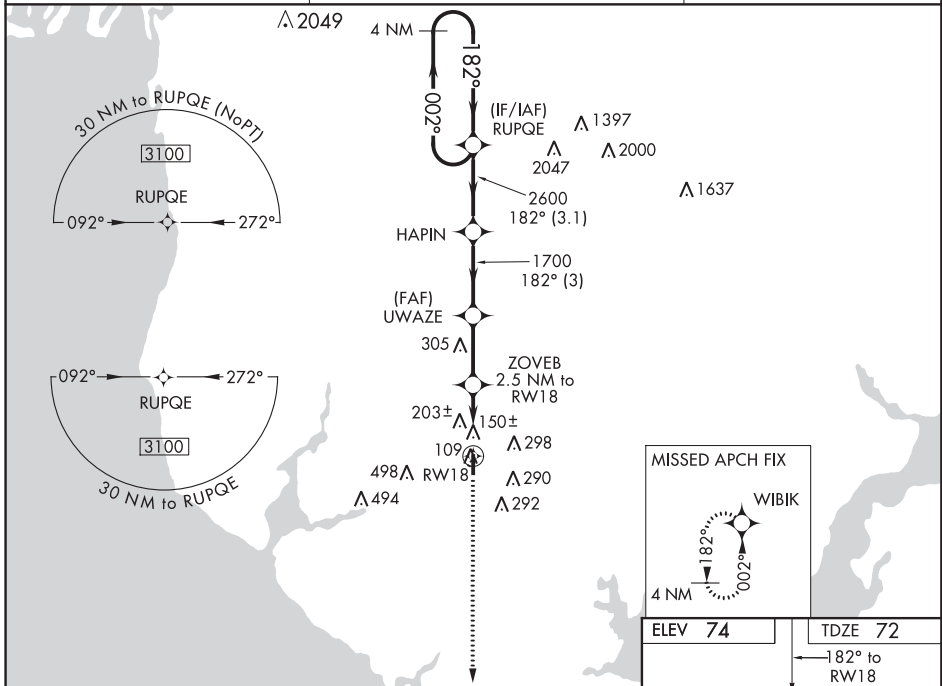 2049
4 NM
182°
002°
30 NM to RUPQE (NoPT)
3100
RUPQE
092°
272°
(IF/IAF)
RUPQE
1397
2047
2000
1637
2600
182° (3.1)
HAPIN
1700
182° (3)
(FAF)
UWAZE
305
ZOVEB
2.5 NM to
RW18
092°
272°
RUPQE
3100
30 NM to RUPQE
203±
150±
109
298
498
RW18
290
494
292
MISSED APCH FIX
WIBIK
182°
002°
4 NM
ELEV 74
TDZE 72
182° to
RW18